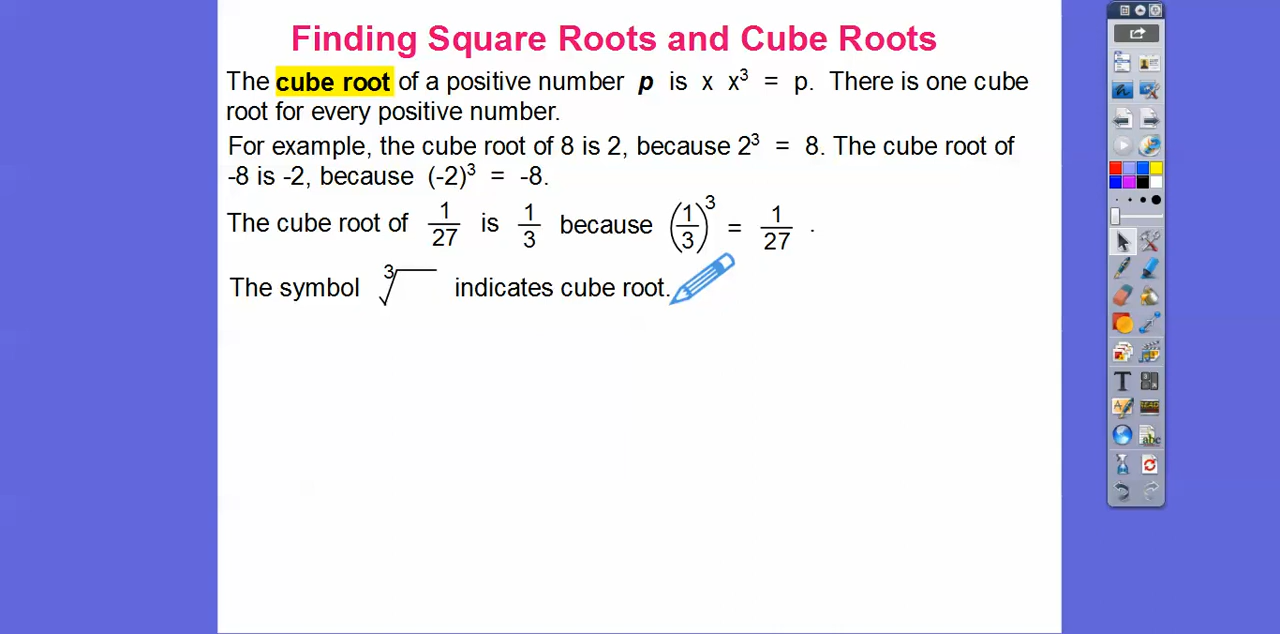 Finding Square Roots and Cube Roots
The cube root of a positive number p is x x³ = p. There is one cube
root for every positive number.
For example, the cube root of 8 is 2, because 2³ = 8. The cube root of
-8 is -2, because (-2)³ = -8.
The cube root of 1/27 is 1/3 because (1/3)³ = 1/27 .
The symbol ∛ indicates cube root.